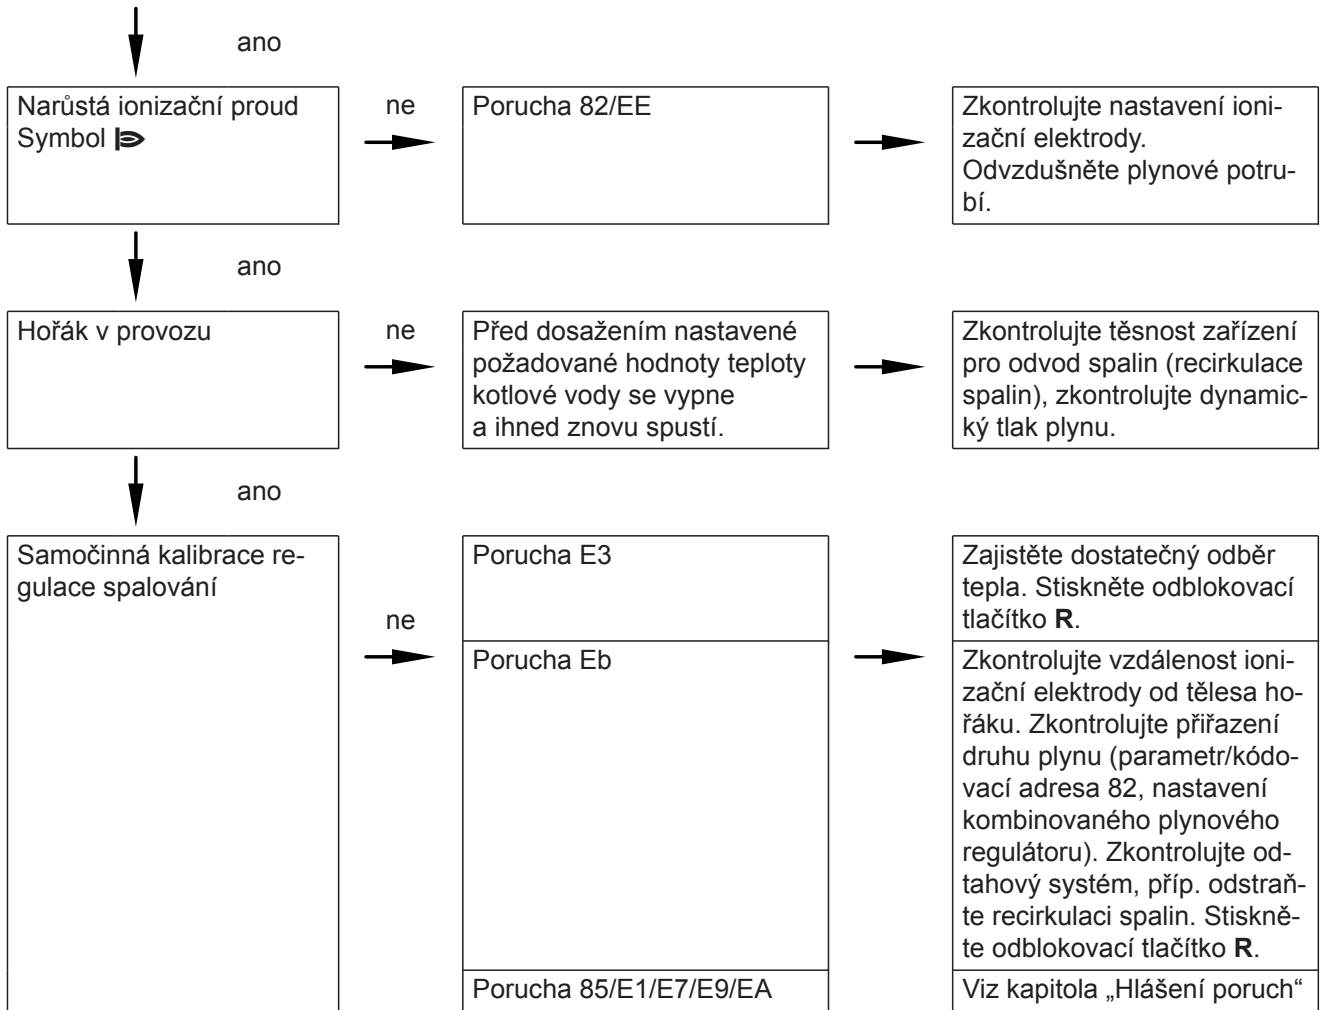 ano
Narůstá ionizační proud
Symbol
ne
Porucha 82/EE
Zkontrolujte nastavení ioni-
zační elektrody.
Odvzdušněte plynové potru-
bí.
ano
Hořák v provozu
ne
Před dosažením nastavené
požadované hodnoty teploty
kotlové vody se vypne
a ihned znovu spustí.
Zkontrolujte těsnost zařízení
pro odvod spalin (recirkulace
spalin), zkontrolujte dynamic-
ký tlak plynu.
ano
Samočinná kalibrace re-
gulace spalování
ne
Porucha E3
Zajistěte dostatečný odběr
tepla. Stiskněte odblokovací
tlačítko R.
Porucha Eb
Zkontrolujte vzdálenost ioni-
zační elektrody od tělesa ho-
řáku. Zkontrolujte přiřazení
druhu plynu (parametr/kódo-
vací adresa 82, nastavení
kombinovaného plynového
regulátoru). Zkontrolujte od-
tahový systém, příp. odstraň-
te recirkulaci spalin. Stiskně-
te odblokovací tlačítko R.
Porucha 85/E1/E7/E9/EA
Viz kapitola „Hlášení poruch“